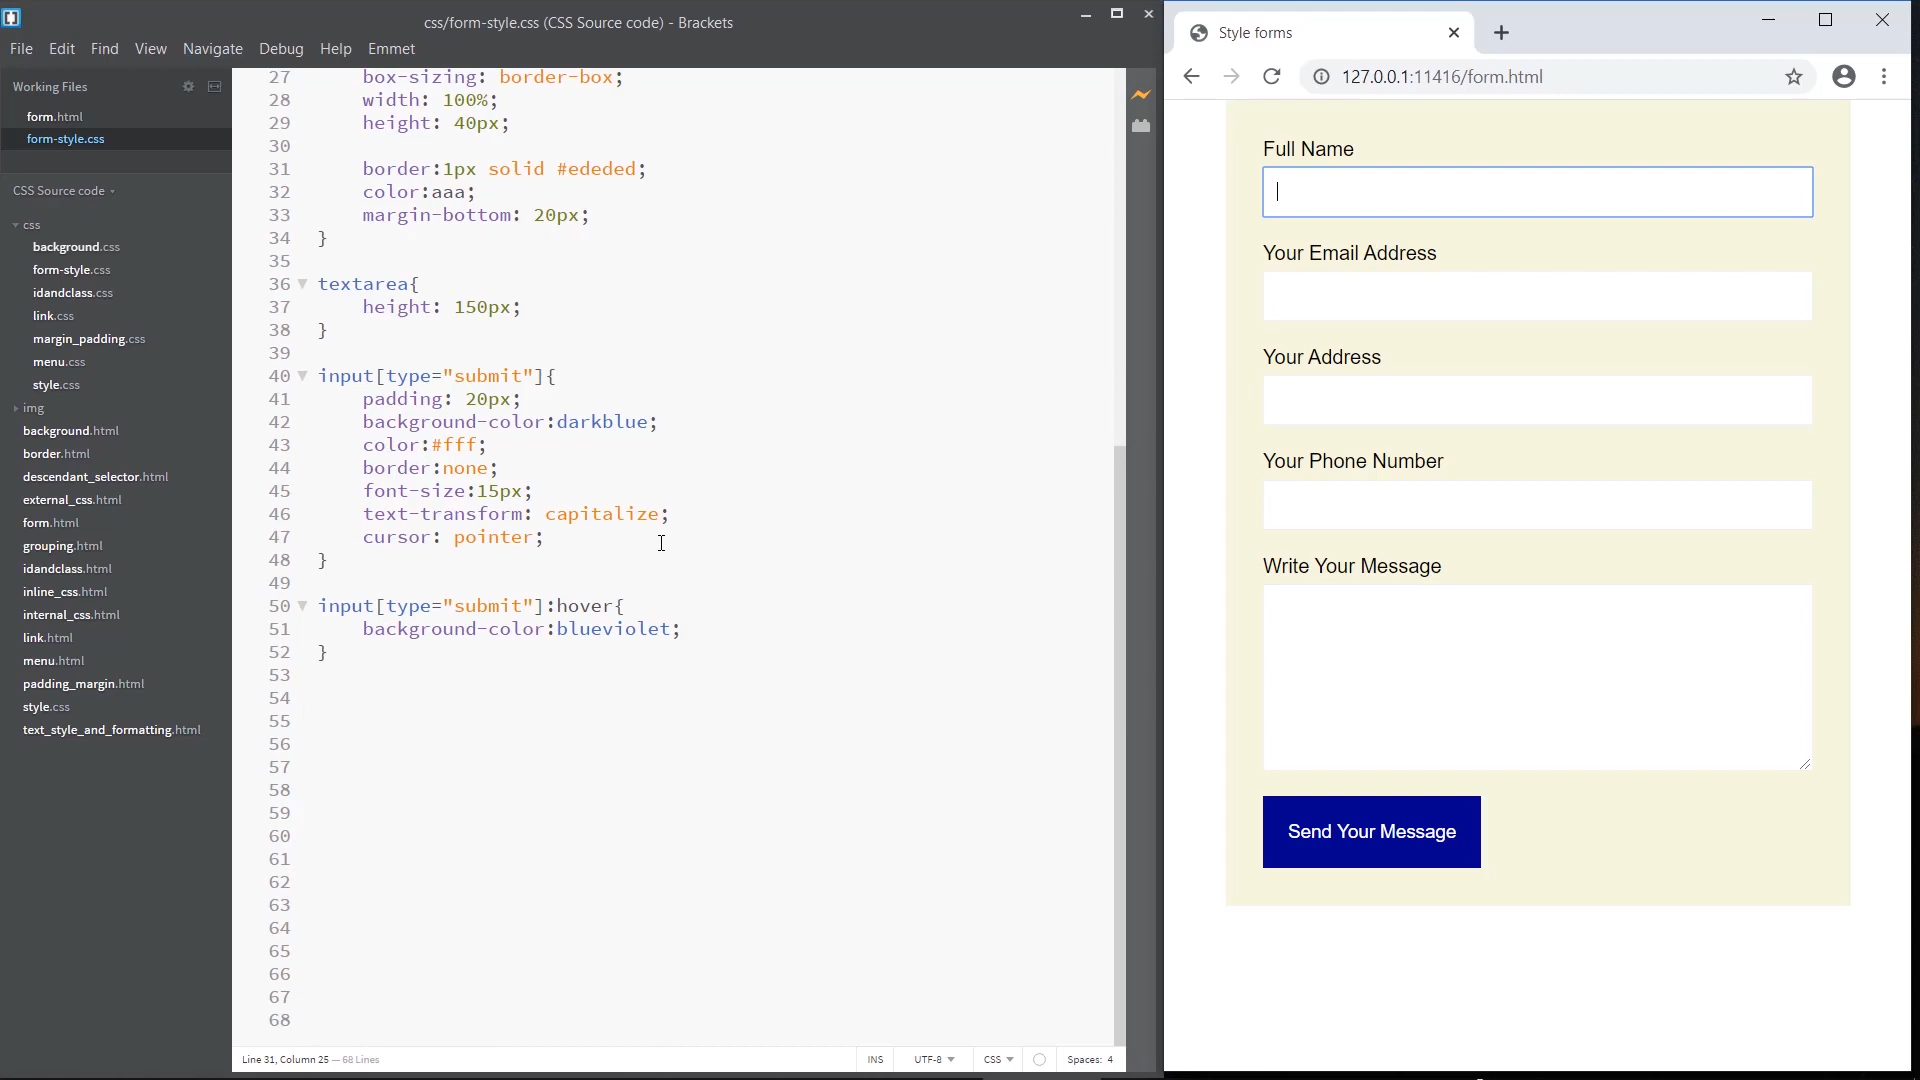 css/form-style.css (CSS Source code) - Brackets
File Edit Find View Navigate Debug Help Emmet
Working Files
form.html
form-style.css
CSS Source code
css
background.css
form-style.css
idandclass.css
link.css
margin_padding.css
menu.css
style.css
img
background.html
border.html
descendant_selector.html
external_css.html
form.html
grouping.html
idandclass.html
inline_css.html
internal_css.html
link.html
menu.html
padding_margin.html
style.css
text_style_and_formatting.html
27 box-sizing: border-box;
28 width: 100%;
29 height: 40px;
30
31 border:1px solid #ededed;
32 color:aaa;
33 margin-bottom: 20px;
34 }
35
36 textarea{
37 height: 150px;
38 }
39
40 input[type="submit"]{
41 padding: 20px;
42 background-color:darkblue;
43 color:#fff;
44 border:none;
45 font-size:15px;
46 text-transform: capitalize;
47 cursor: pointer;
48 }
49
50 input[type="submit"]:hover{
51 background-color:blueviolet;
52 }
53
54
55
56
57
58
59
60
61
62
63
64
65
66
67
68
Line 31, Column 25 — 68 Lines
INS UTF-8 CSS Spaces: 4
Style forms
127.0.0.1:11416/form.html
Full Name
Your Email Address
Your Address
Your Phone Number
Write Your Message
Send Your Message